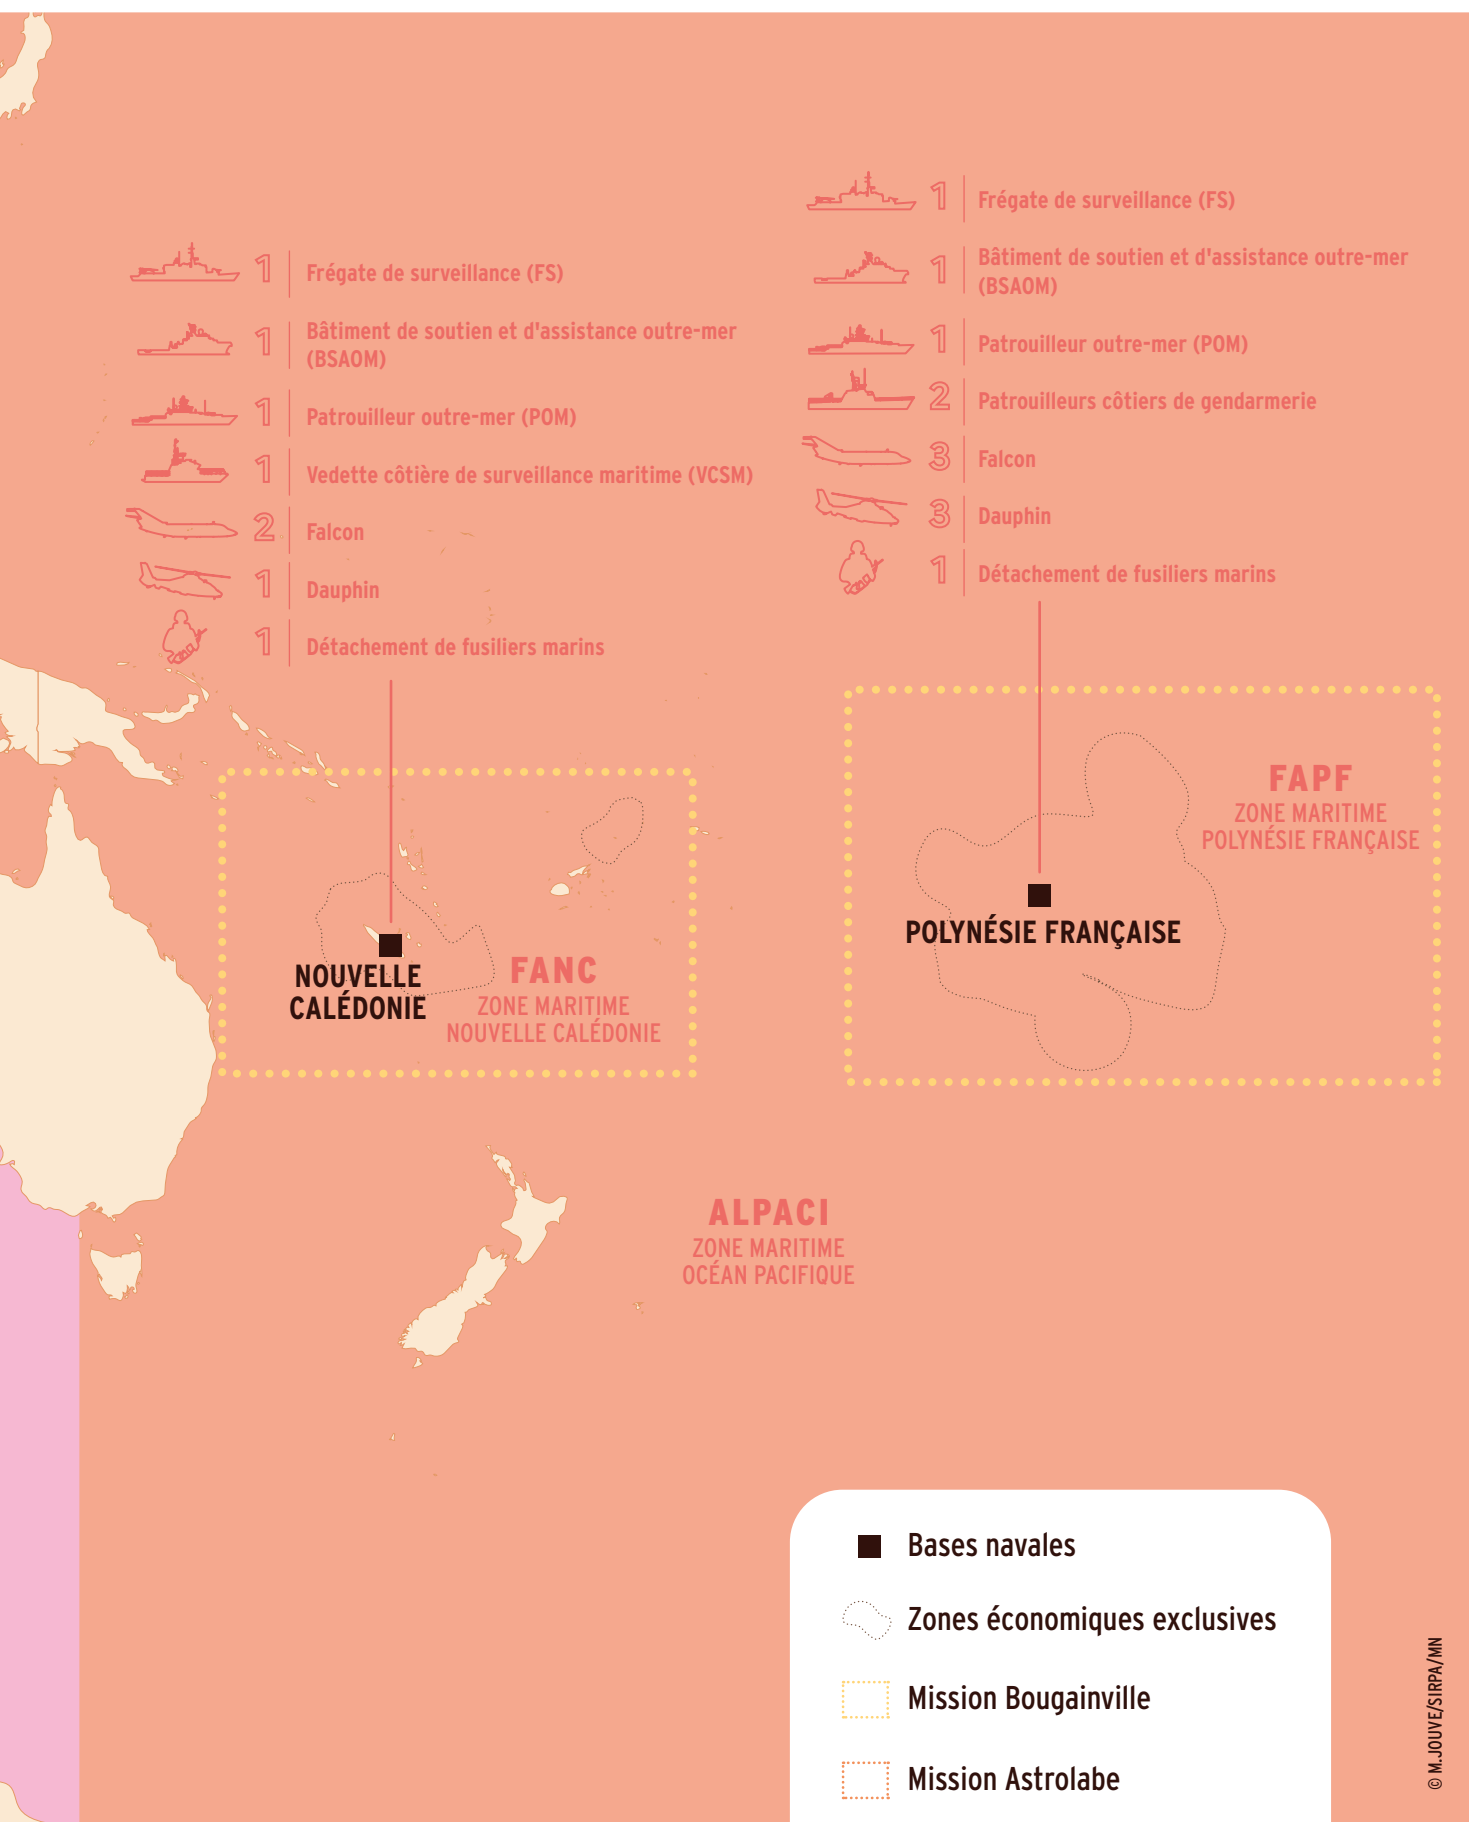 1 Frégate de surveillance (FS)
1 Bâtiment de soutien et d'assistance outre-mer
(BSAOM)
1 Patrouilleur outre-mer (POM)
1 Vedette côtière de surveillance maritime (VCSM)
2 Falcon
1 Dauphin
1 Détachement de fusiliers marins
1 Frégate de surveillance (FS)
1 Bâtiment de soutien et d'assistance outre-mer
(BSAOM)
1 Patrouilleur outre-mer (POM)
2 Patrouilleurs côtiers de gendarmerie
3 Falcon
3 Dauphin
1 Détachement de fusiliers marins
FAPF
ZONE MARITIME
POLYNÉSIE FRANÇAISE
POLYNÉSIE FRANÇAISE
NOUVELLE
CALÉDONIE
FANC
ZONE MARITIME
NOUVELLE CALÉDONIE
ALPACI
ZONE MARITIME
OCÉAN PACIFIQUE
Bases navales
Zones économiques exclusives
Mission Bougainville
Mission Astrolabe
© M.JOUVE/SIRPA/MN